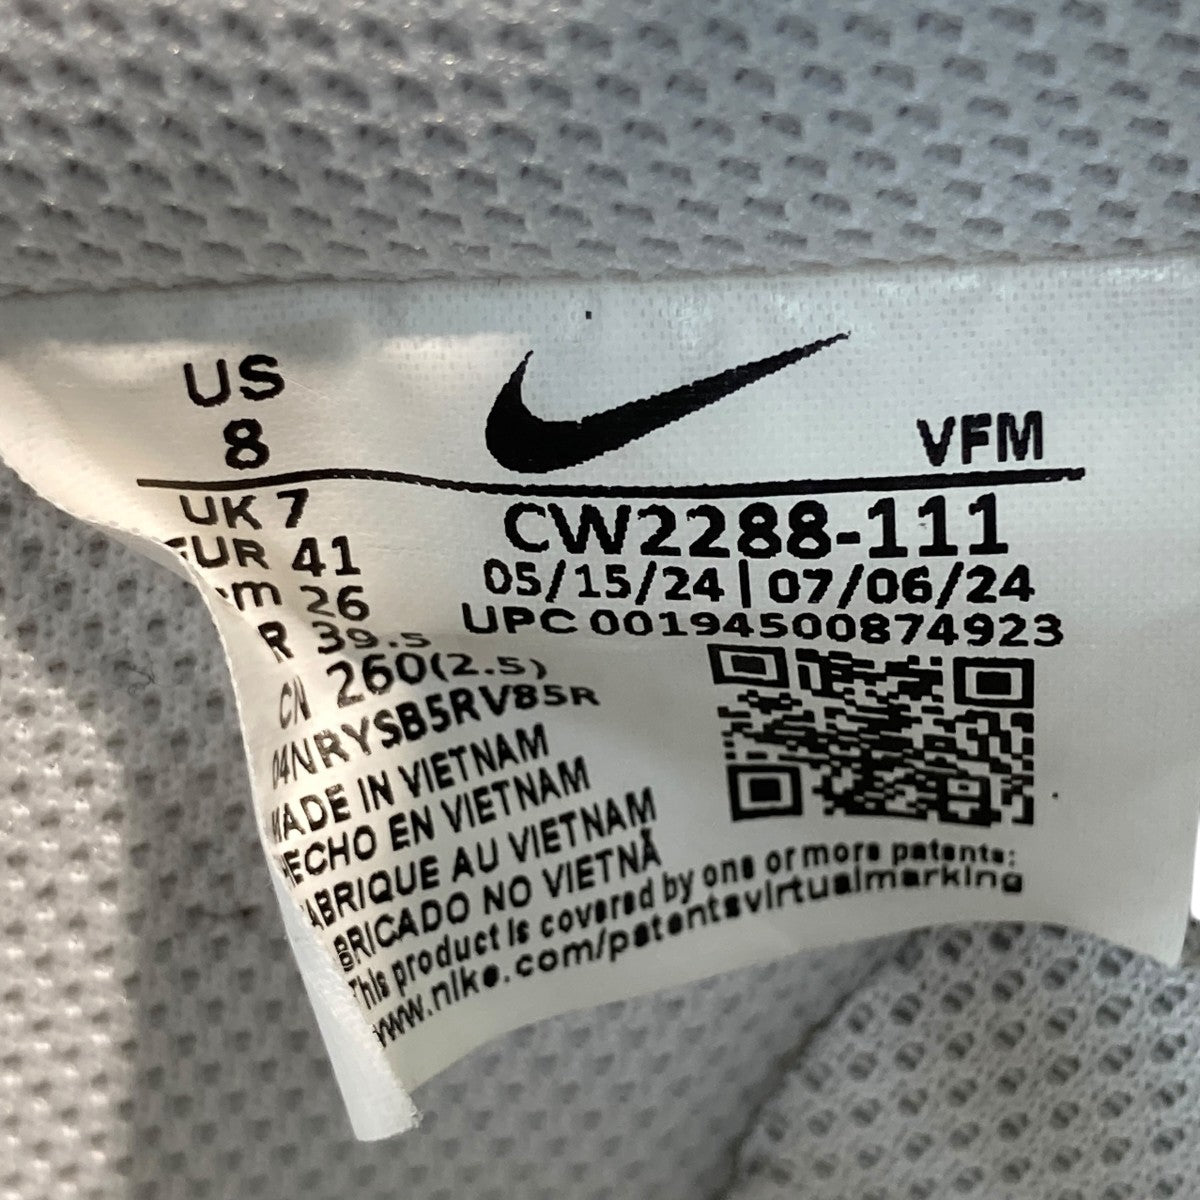 US
8
VFM
UK 7
EUR 41
cm 26
R 39.5
CN 260(2.5)
04NRYSB5RV85R
CW2288-111
05/15/24 | 07/06/24
UPC 00194500874923
MADE IN VIETNAM
HECHO EN VIETNAM
FABRIQUE AU VIETNAM
BRICADO NO VIETNÃ
This product is covered by one or more patents:
www.nike.com/patentsvirtualmarking